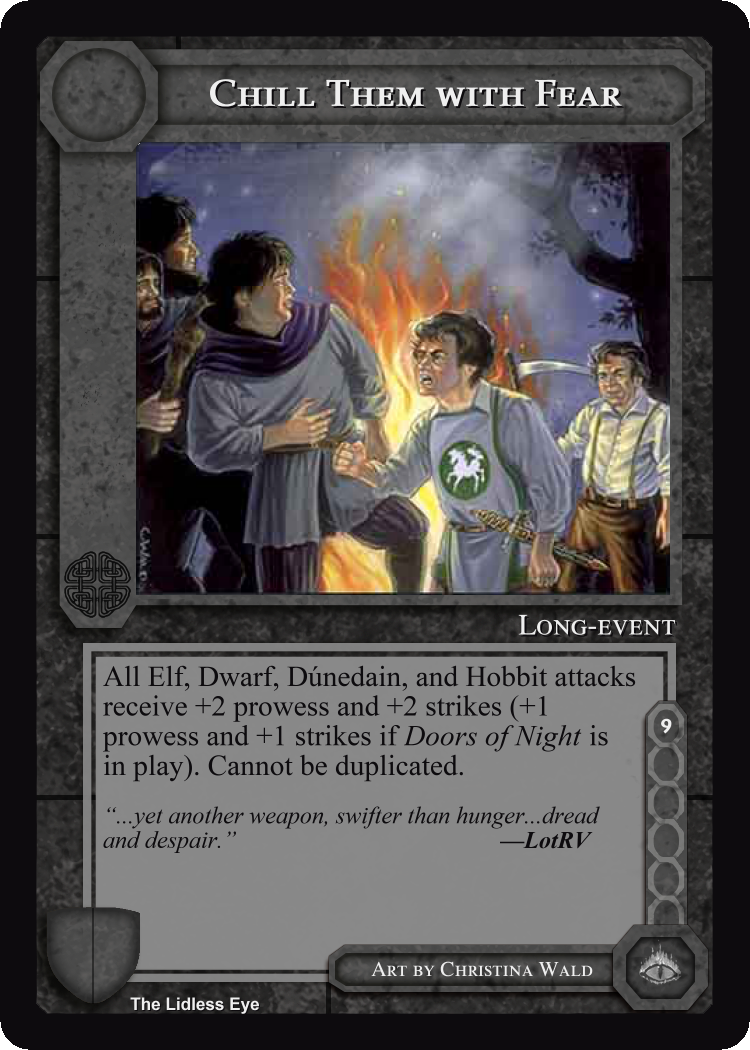 Chill Them with Fear
Long-event
All Elf, Dwarf, Dúnedain, and Hobbit attacks
receive +2 prowess and +2 strikes (+1
prowess and +1 strikes if Doors of Night is
in play). Cannot be duplicated.
9
“...yet another weapon, swifter than hunger...dread
and despair.” —LotRV
Art by Christina Wald
The Lidless Eye